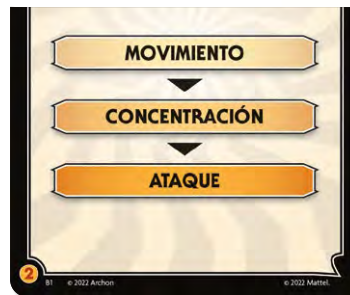 MOVIMIENTO
CONCENTRACIÓN
ATAQUE
2
B1 © 2022 Archon © 2022 Mattel.